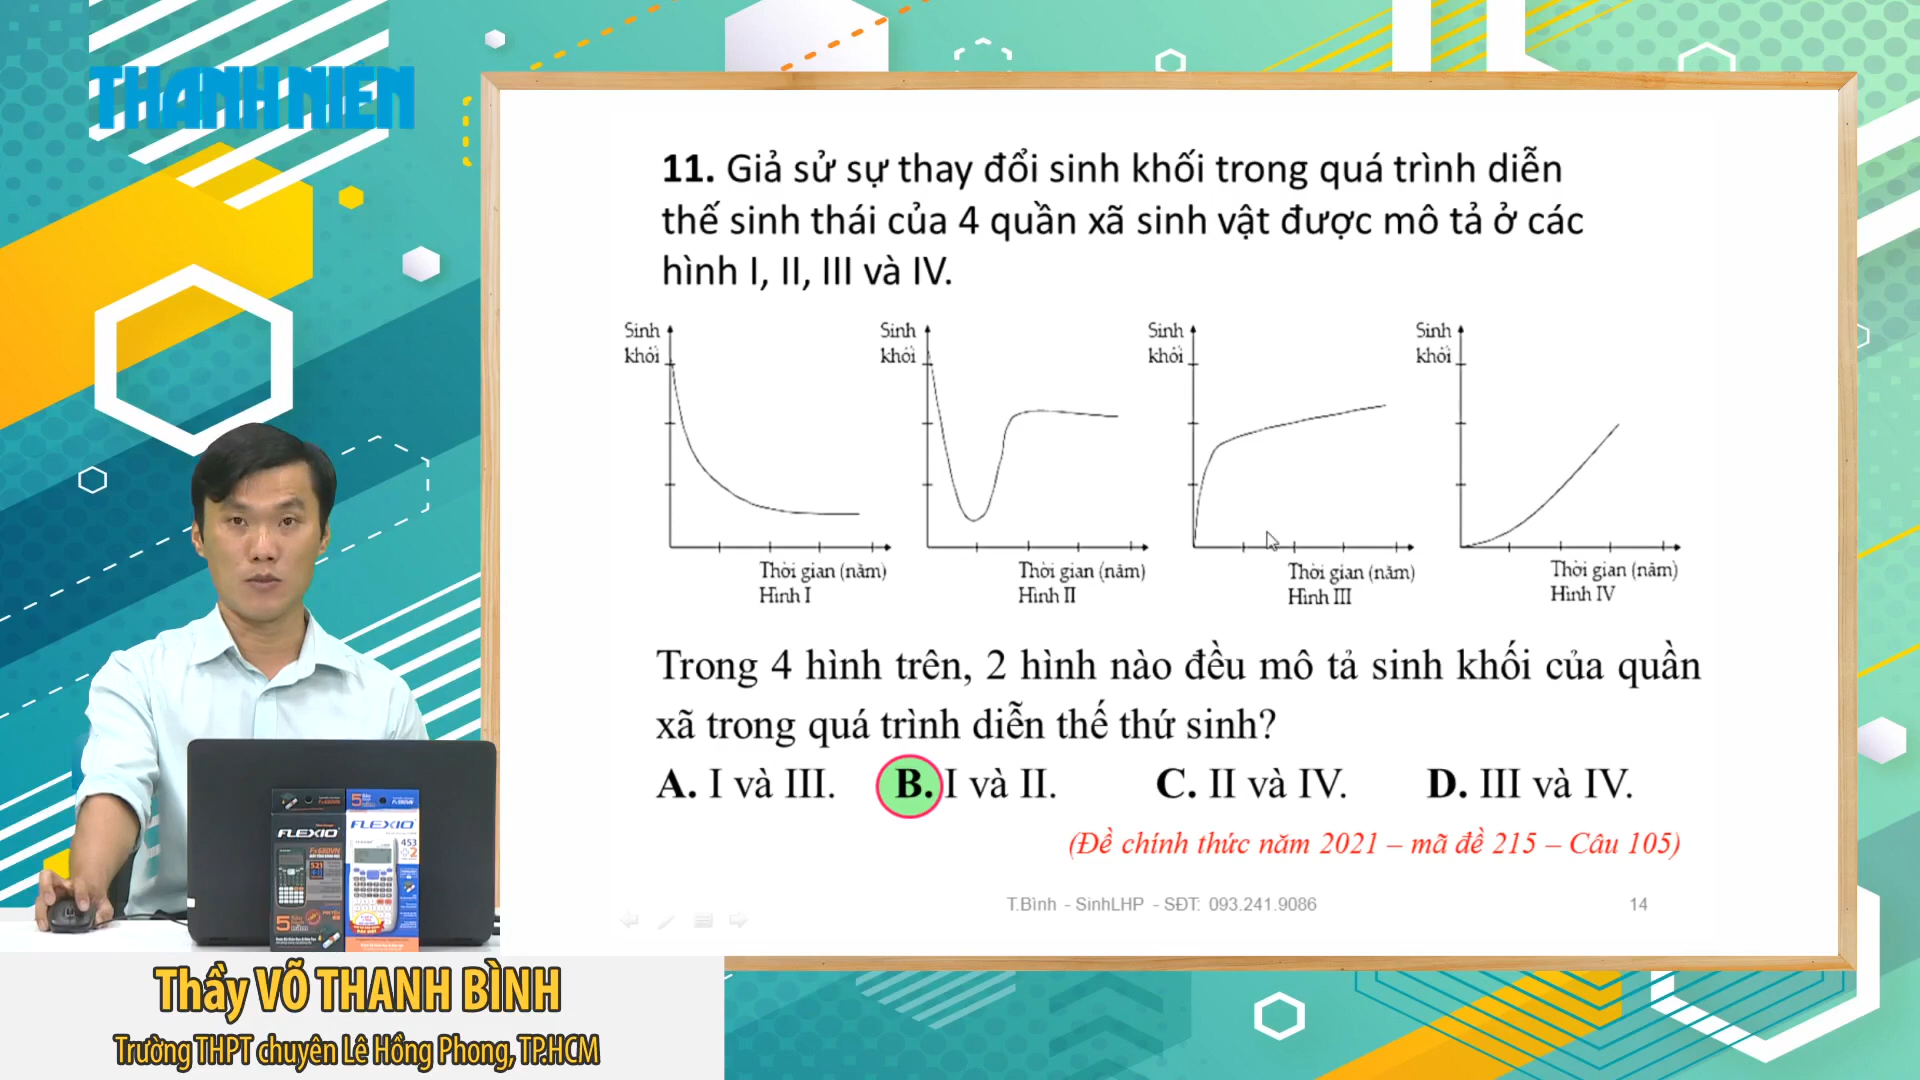 THANH NIÊN
11. Giả sử sự thay đổi sinh khối trong quá trình diễn
thế sinh thái của 4 quần xã sinh vật được mô tả ở các
hình I, II, III và IV.
Sinh khối
Thời gian (năm)
Hình I
Sinh khối
Thời gian (năm)
Hình II
Sinh khối
Thời gian (năm)
Hình III
Sinh khối
Thời gian (năm)
Hình IV
Trong 4 hình trên, 2 hình nào đều mô tả sinh khối của quần
xã trong quá trình diễn thế thứ sinh?
A. I và III. B. I và II. C. II và IV. D. III và IV.
(Đề chính thức năm 2021 – mã đề 215 – Câu 105)
T.Bình - SinhLHP - SĐT: 093.241.9086
14
FLEXIO
Fx680VN
521
FLEXIO
453
Thầy VÕ THANH BÌNH
Trường THPT chuyên Lê Hồng Phong, TP.HCM